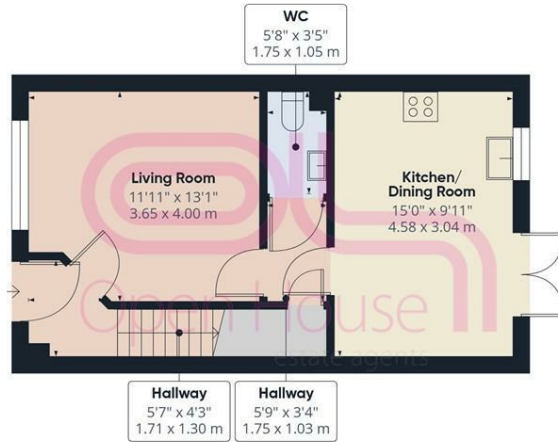 WC
5'8" x 3'5"
1.75 x 1.05 m
Living Room
11'11" x 13'1"
3.65 x 4.00 m
Kitchen/
Dining Room
15'0" x 9'11"
4.58 x 3.04 m
Open House
estate agents
Hallway
5'7" x 4'3"
1.71 x 1.30 m
Hallway
5'9" x 3'4"
1.75 x 1.03 m